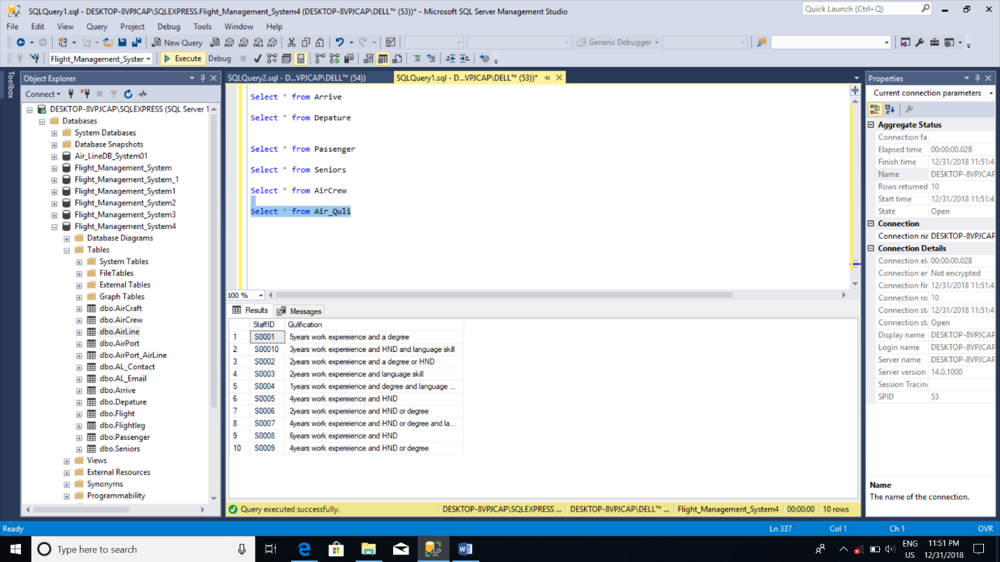 SQLQuery1.sql - DESKTOP-8VPJCAP\SQLEXPRESS.Flight_Management_System4 (DESKTOP-8VPJCAP\DELL™ (53))* - Microsoft SQL Server Management Studio
Quick Launch (Ctrl+Q)
File Edit View Query Project Debug Tools Window Help
New Query
MDX DMX XMLA DAX
Generic Debugger
Flight_Management_Syster
Execute Debug
Toolbox
Object Explorer
Connect
DESKTOP-8VPJCAP\SQLEXPRESS (SQL Server 1
Databases
System Databases
Database Snapshots
Air_LineDB_System01
Flight_Management_System
Flight_Management_System_1
Flight_Management_System1
Flight_Management_System2
Flight_Management_System3
Flight_Management_System4
Database Diagrams
Tables
System Tables
FileTables
External Tables
Graph Tables
dbo.AirCraft
dbo.AirCrew
dbo.AirLine
dbo.AirPort
dbo.AirPort_AirLine
dbo.AL_Contact
dbo.AL_Email
dbo.Arrive
dbo.Depature
dbo.Flight
dbo.Flightleg
dbo.Passenger
dbo.Seniors
Views
External Resources
Synonyms
Programmability
SQLQuery2.sql - D...VPJCAP\DELL™ (54))
SQLQuery1.sql - D...VPJCAP\DELL™ (53))*
Select * from Arrive
Select * from Depature
Select * from Passenger
Select * from Seniors
Select * from AirCrew
Select * from Air_Quli
100 %
Results Messages
StaffID Qulification
1 S0001 5years work expereience and a degree
2 S00010 3years work expereience and HND and language skill
3 S0002 2years work expereience and a degree or HND
4 S0003 2years work expereience and language skill
5 S0004 1years work expereience and degree and language ...
6 S0005 4years work expereience and HND
7 S0006 2years work expereience and HND or degree
8 S0007 4years work expereience and HND or degree and la...
9 S0008 6years work expereience and HND
10 S0009 4years work expereience and HND or degree
Query executed successfully.
DESKTOP-8VPJCAP\SQLEXPRESS ... DESKTOP-8VPJCAP\DELL™ ... Flight_Management_System4 00:00:00 10 rows
Properties
Current connection parameters
Aggregate Status
Connection fa
Elapsed time 00:00:00.028
Finish time 12/31/2018 11:51:4
Name DESKTOP-8VPJCAP
Rows returned 10
Start time 12/31/2018 11:51:4
State Open
Connection
Connection na DESKTOP-8VPJCAP
Connection Details
Connection ela 00:00:00.028
Connection en Not encrypted
Connection fin 12/31/2018 11:51:4
Connection ro 10
Connection sta 12/31/2018 11:51:4
Connection sta Open
Display name DESKTOP-8VPJCAP
Login name DESKTOP-8VPJCAP
Server name DESKTOP-8VPJCAP
Server version 14.0.1000
Session Tracing
SPID 53
Name
The name of the connection.
Ready
Ln 337 Col 1 Ch 1 OVR
Type here to search
ENG
US
11:51 PM
12/31/2018